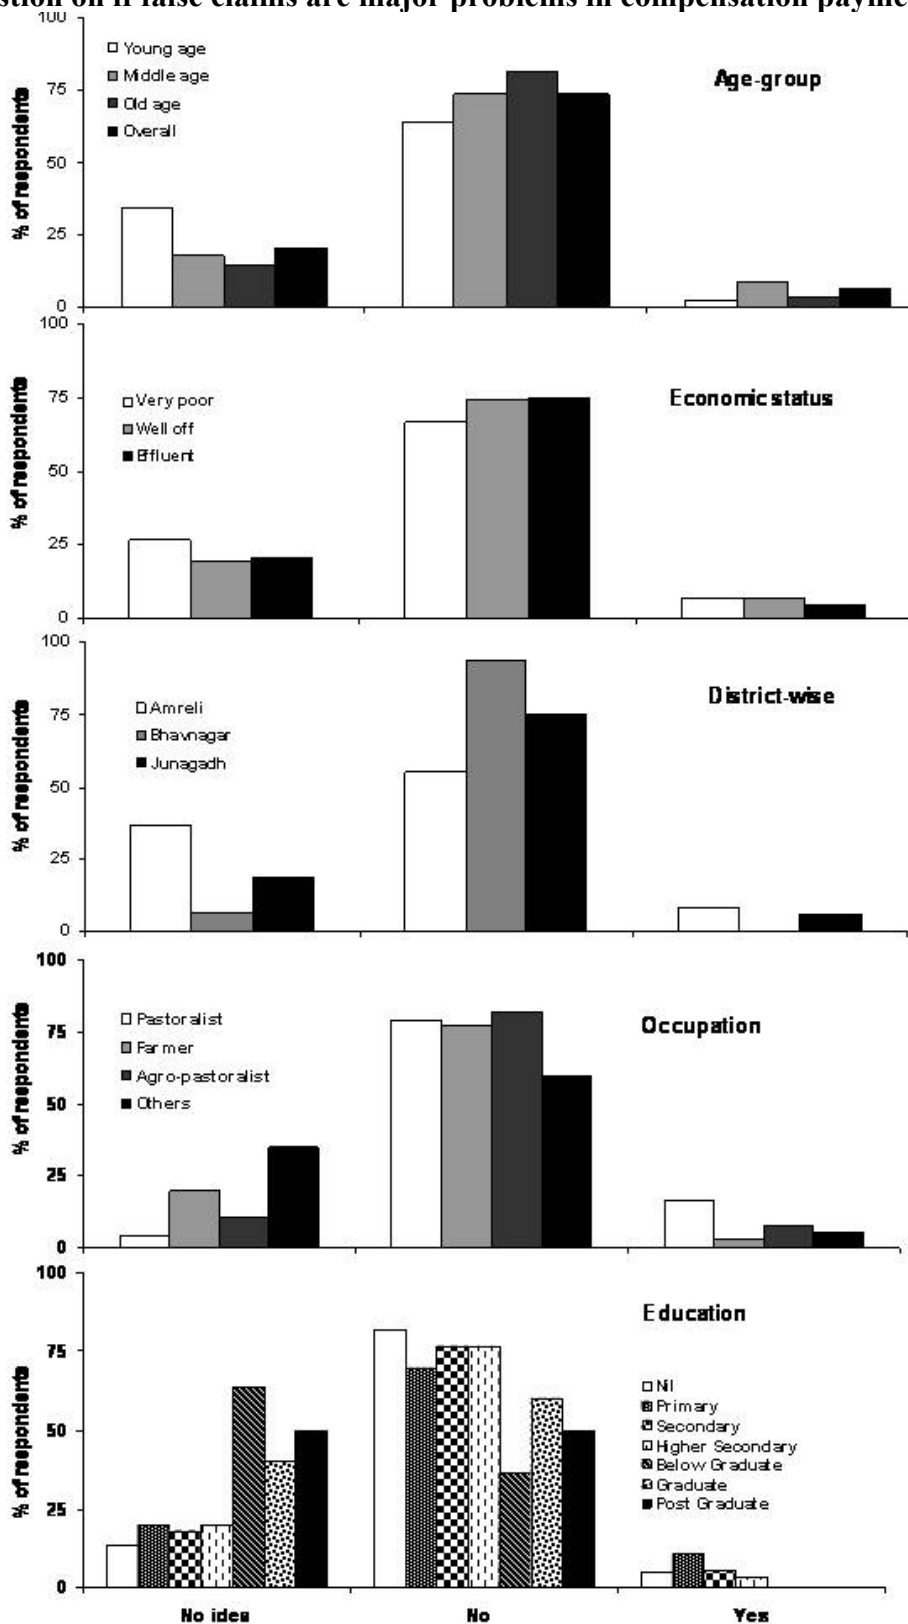 stion on if false claims are major problems in compensation payme
100
75
50
25
0
% of respondents
Young age
Middle age
Old age
Overall
Age-group
100
75
50
25
0
% of respondents
Very poor
Well off
Effluent
Economic status
100
75
50
25
0
% of respondents
Amreli
Bhavnagar
Junagadh
District-wise
100
75
50
25
0
% of respondents
Pastoralist
Farmer
Agro-pastoralist
Others
Occupation
100
75
50
25
0
% of respondents
Education
Nil
Primary
Secondary
Higher Secondary
Below Graduate
Graduate
Post Graduate
No idea No Yes